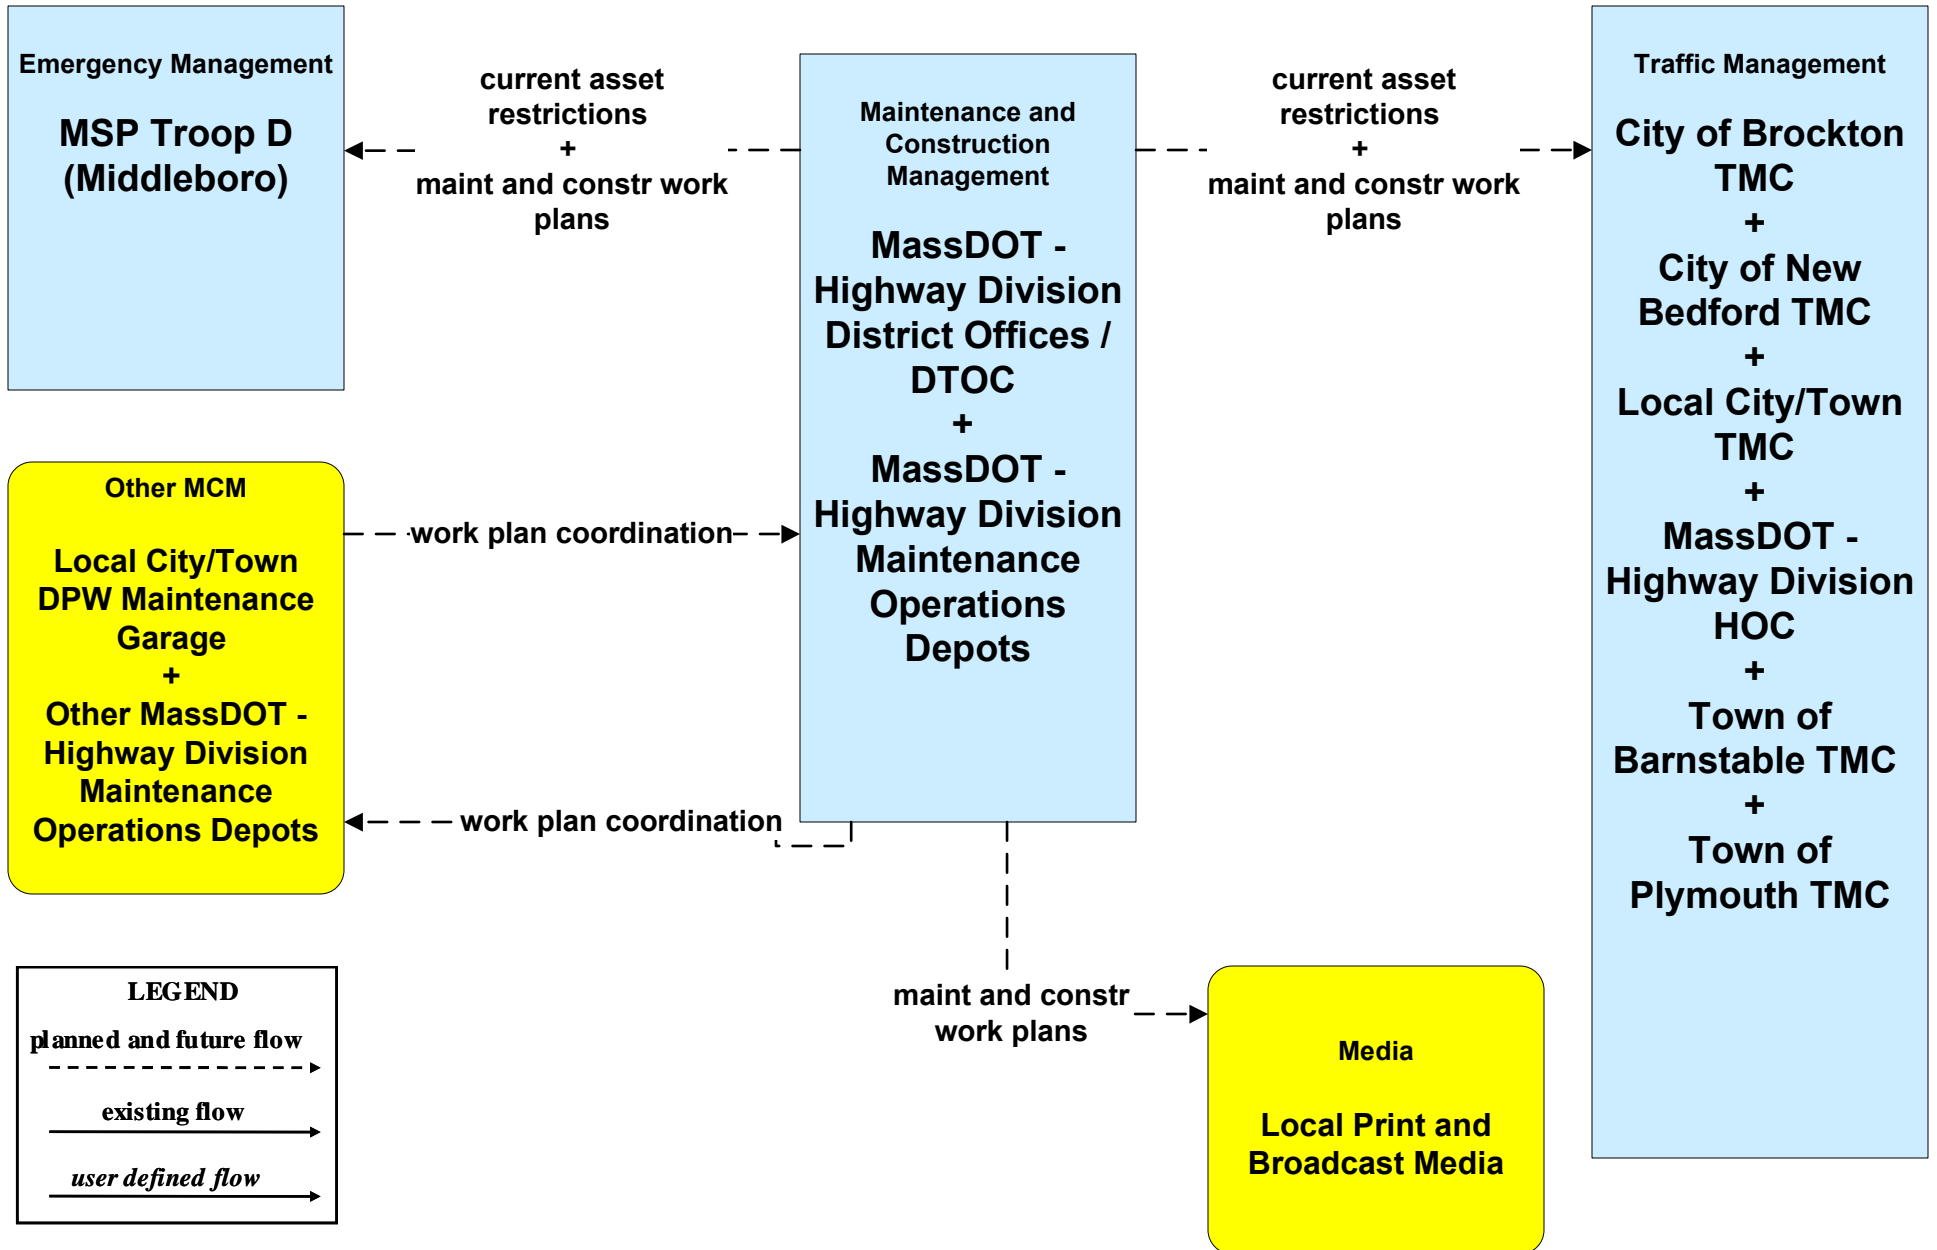 Emergency Management
MSP Troop D
(Middleboro)
current asset
restrictions
+
maint and constr work
plans
Maintenance and
Construction
Management
MassDOT -
Highway Division
District Offices /
DTOC
+
MassDOT -
Highway Division
Maintenance
Operations
Depots
current asset
restrictions
+
maint and constr work
plans
Traffic Management
City of Brockton
TMC
+
City of New
Bedford TMC
+
Local City/Town
TMC
+
MassDOT -
Highway Division
HOC
+
Town of
Barnstable TMC
+
Town of
Plymouth TMC
Other MCM
Local City/Town
DPW Maintenance
Garage
+
Other MassDOT -
Highway Division
Maintenance
Operations Depots
work plan coordination
work plan coordination
maint and constr
work plans
Media
Local Print and
Broadcast Media
LEGEND
planned and future flow
existing flow
user defined flow